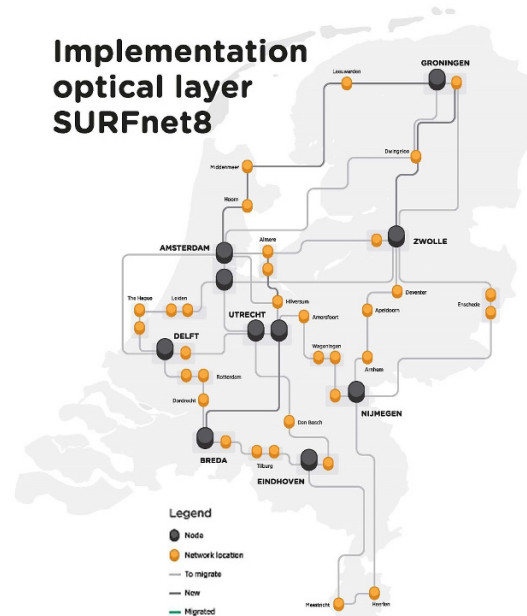 Implementation
optical layer
SURFnet8
GRONINGEN
Leeuwarden
Dwingeloo
Middenmeer
Hoorn
AMSTERDAM
Almere
ZWOLLE
The Hague
Leiden
Hilversum
Deventer
Enschede
Apeldoorn
UTRECHT
Amersfoort
DELFT
Wageningen
Rotterdam
Arnhem
Dordrecht
NIJMEGEN
Den Bosch
BREDA
Tilburg
EINDHOVEN
Legend
Node
Network location
To migrate
New
Migrated
Maastricht
Heerlen